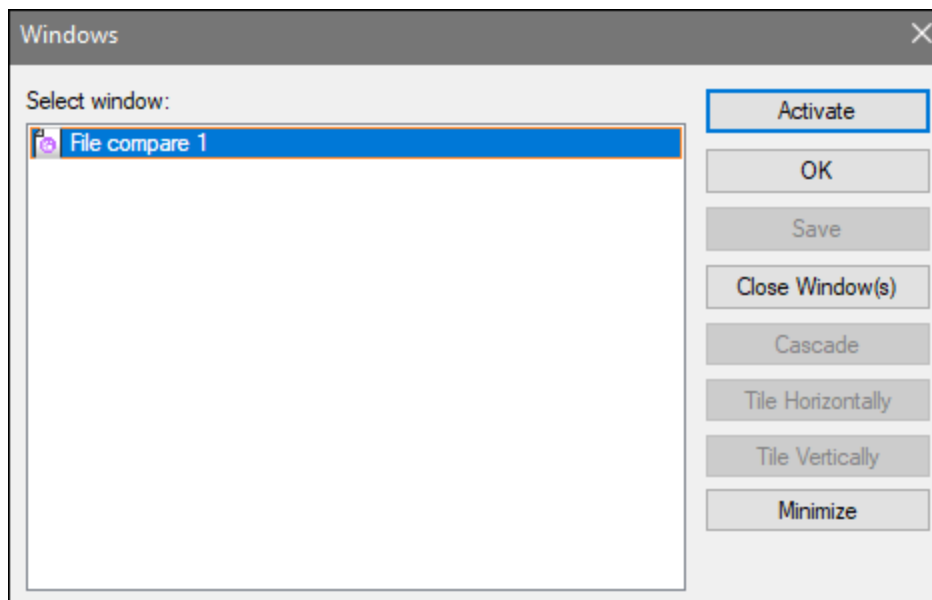 Windows
Select window:
File compare 1
Activate
OK
Save
Close Window(s)
Cascade
Tile Horizontally
Tile Vertically
Minimize